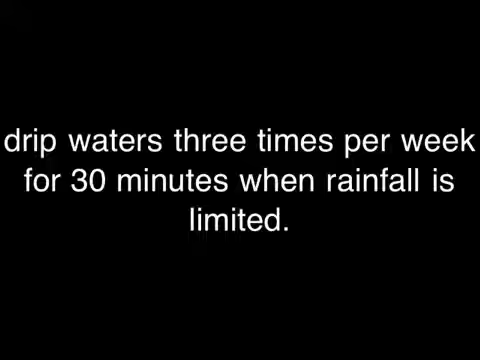 drip waters three times per week
for 30 minutes when rainfall is
limited.